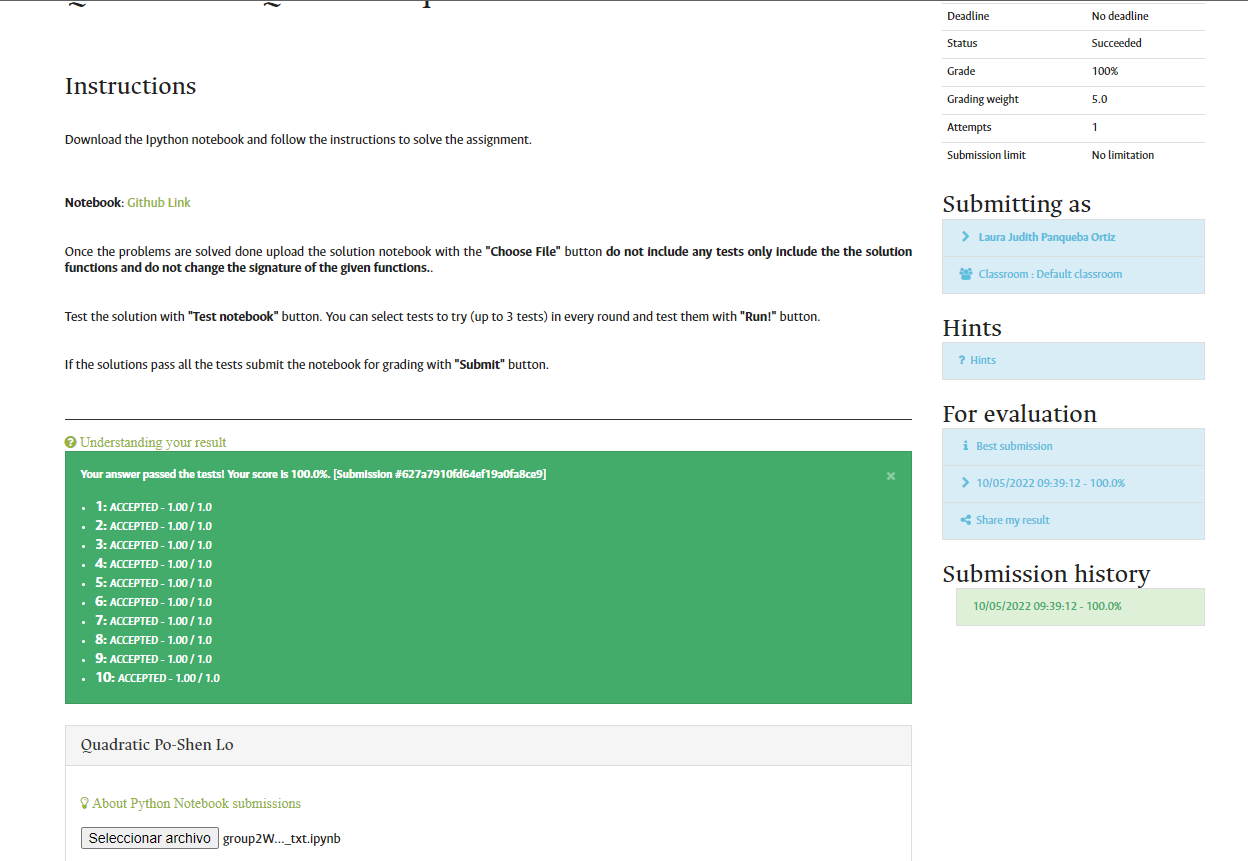 Instructions
Download the Ipython notebook and follow the instructions to solve the assignment.
Notebook: Github Link
Once the problems are solved done upload the solution notebook with the "Choose File" button do not include any tests only include the the solution
functions and do not change the signature of the given functions..
Test the solution with "Test notebook" button. You can select tests to try (up to 3 tests) in every round and test them with "Run!" button.
If the solutions pass all the tests submit the notebook for grading with "Submit" button.
Understanding your result
Your answer passed the tests! Your score is 100.0%. [Submission #627a7910fd64ef19a0fa8ce9]
×
1: ACCEPTED - 1.00 / 1.0
2: ACCEPTED - 1.00 / 1.0
3: ACCEPTED - 1.00 / 1.0
4: ACCEPTED - 1.00 / 1.0
5: ACCEPTED - 1.00 / 1.0
6: ACCEPTED - 1.00 / 1.0
7: ACCEPTED - 1.00 / 1.0
8: ACCEPTED - 1.00 / 1.0
9: ACCEPTED - 1.00 / 1.0
10: ACCEPTED - 1.00 / 1.0
Quadratic Po-Shen Lo
About Python Notebook submissions
Seleccionar archivo group2W..._txt.ipynb
Deadline No deadline
Status Succeeded
Grade 100%
Grading weight 5.0
Attempts 1
Submission limit No limitation
Submitting as
Laura Judith Panqueba Ortiz
Classroom : Default classroom
Hints
? Hints
For evaluation
Best submission
10/05/2022 09:39:12 - 100.0%
Share my result
Submission history
10/05/2022 09:39:12 - 100.0%